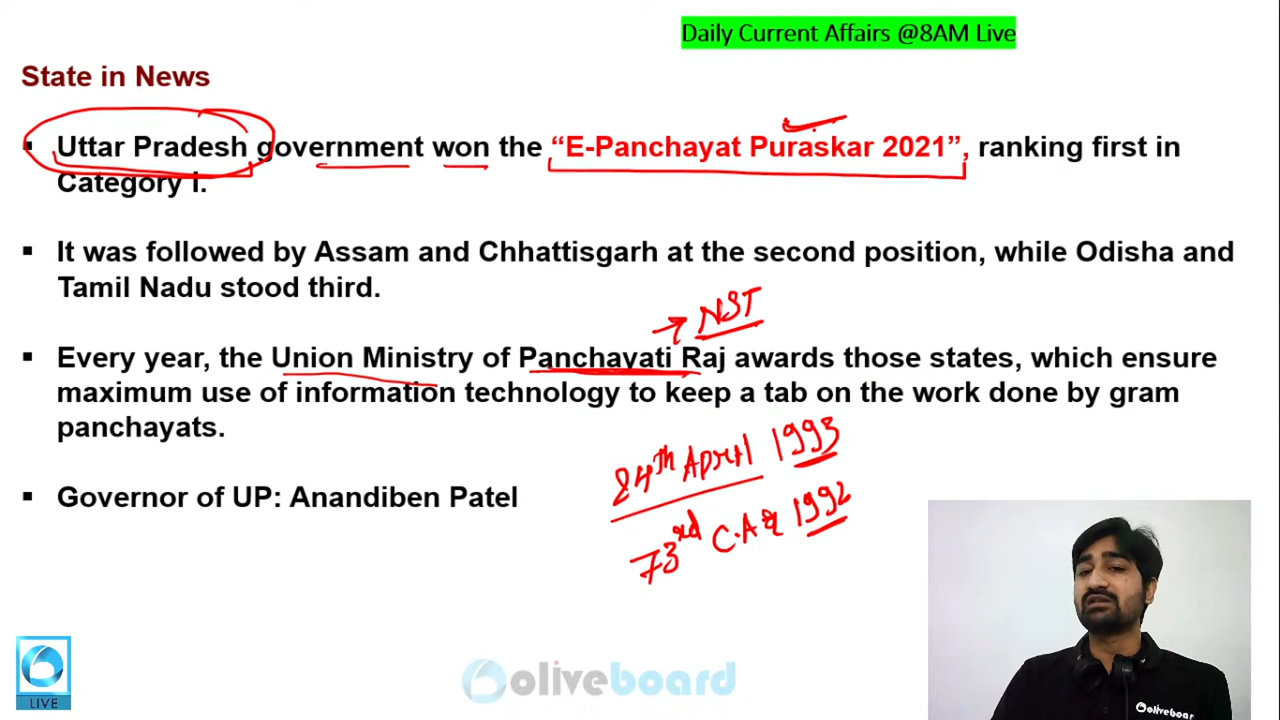 Daily Current Affairs @8AM Live
State in News
▪ Uttar Pradesh government won the “E-Panchayat Puraskar 2021”, ranking first in
Category I.
▪ It was followed by Assam and Chhattisgarh at the second position, while Odisha and
Tamil Nadu stood third.
→ NST
▪ Every year, the Union Ministry of Panchayati Raj awards those states, which ensure
maximum use of information technology to keep a tab on the work done by gram
panchayats.
24th April 1993
▪ Governor of UP: Anandiben Patel
73rd C.A 1992
LIVE
oliveboard
oliveboar